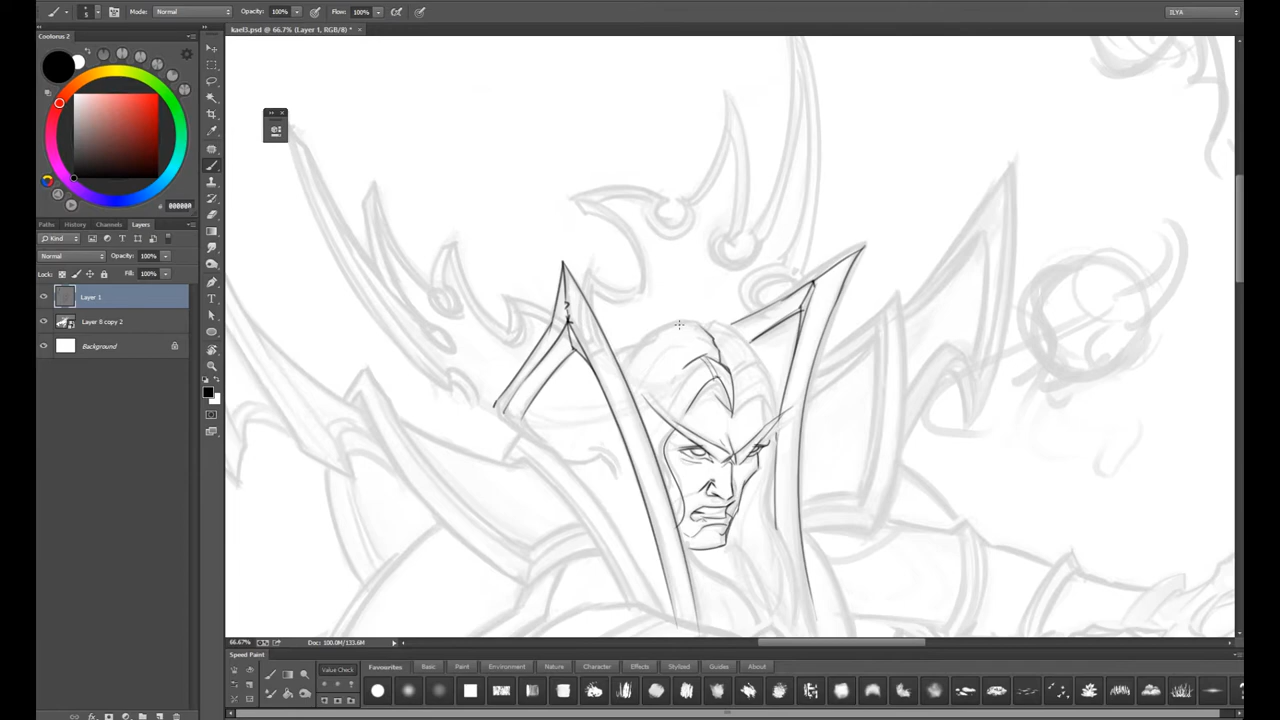 5 Mode: Normal Opacity: 100% Flow: 100% ILYA
kael3.psd @ 66.7% (Layer 1, RGB/8) * ×
Coolorus 2
# 000000
Paths History Channels Layers
Kind
Normal Opacity: 100%
Lock: Fill: 100%
Layer 1
Layer 8 copy 2
Background
66.67% Doc: 100.0M/133.6M
Speed Paint
Value Check Favourites Basic Paint Environment Nature Character Effects Stylized Guides About